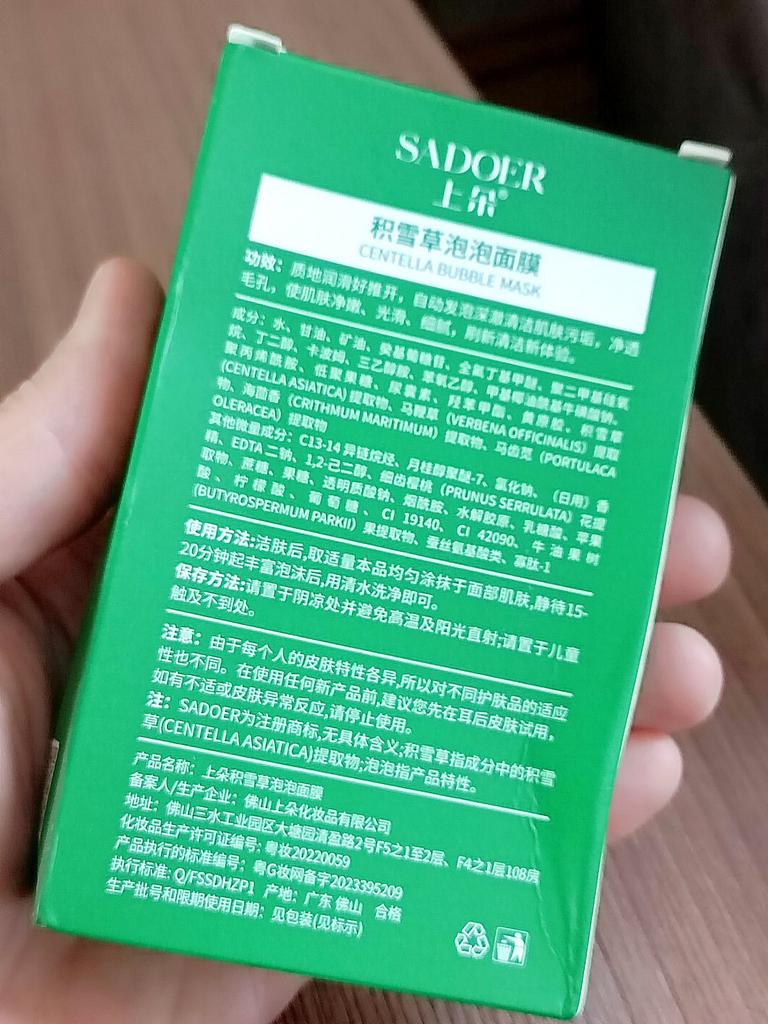 SADOER
上朵®
积雪草泡泡面膜
CENTELLA BUBBLE MASK
功效: 质地润滑好推开，自动发泡深澈清洁肌肤污垢，净透
毛孔，使肌肤净嫩、光滑、细腻，刷新清洁新体验。
成分：水、甘油、矿油、癸基葡糖苷、全氟丁基甲醚、聚二甲基硅氧
烷、丁二醇、卡波姆、三乙醇胺、苯氧乙醇、甲基椰油酰基牛磺酸钠、
聚丙烯酰胺、低聚果糖、尿囊素、羟苯甲酯、黄原胶、积雪草
(CENTELLA ASIATICA) 提取物、马鞭草（VERBENA OFFICINALIS）提取
物、海茴香（CRITHMUM MARITIMUM）提取物、马齿苋（PORTULACA
OLERACEA）提取物
其他微量成分：C13-14 异链烷烃、月桂醇聚醚-7、氯化钠、（日用）香
精、EDTA 二钠、1,2-己二醇、细齿樱桃（PRUNUS SERRULATA）花提
取物、蔗糖、果糖、透明质酸钠、烟酰胺、水解胶原、乳糖酸、苹果
酸、柠檬酸、葡萄糖、CI 19140、CI 42090、牛油果树
(BUTYROSPERMUM PARKII）果提取物、蚕丝氨基酸类、寡肽-1
使用方法:洁肤后,取适量本品均匀涂抹于面部肌肤,静待15-
20分钟起丰富泡沫后,用清水洗净即可。
保存方法:请置于阴凉处并避免高温及阳光直射;请置于儿童
触及不到处。
注意：由于每个人的皮肤特性各异,所以对不同护肤品的适应
性也不同。在使用任何新产品前,建议您先在耳后皮肤试用，
如有不适或皮肤异常反应,请停止使用。
注：SADOER为注册商标,无具体含义;积雪草指成分中的积雪
草(CENTELLA ASIATICA)提取物;泡泡指产品特性。
产品名称：上朵积雪草泡泡面膜
备案人/生产企业：佛山上朵化妆品有限公司
地址：佛山三水工业园区大塘园清盈路2号F5之1至2层、F4之1层108房
化妆品生产许可证编号: 粤妆20220059
产品执行的标准编号：粤G妆网备字2023395209
执行标准: Q/FSSDHZP1 产地：广东 佛山 合格
生产批号和限期使用日期：见包装(见标示)